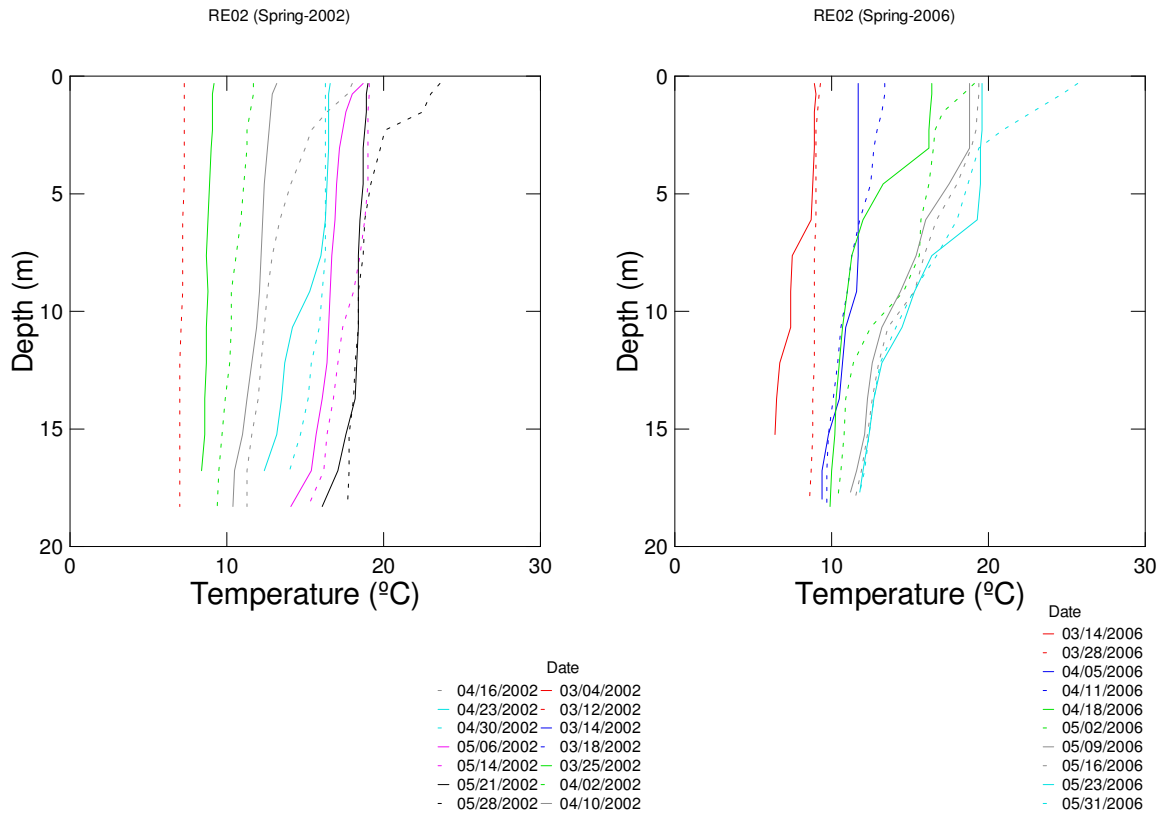 RE02 (Spring-2002)
RE02 (Spring-2006)
0
5
10
15
20
Depth (m)
0 10 20 30
Temperature (ºC)
0
5
10
15
20
Depth (m)
0 10 20 30
Temperature (ºC)
Date
04/16/2002 03/04/2002
04/23/2002 03/12/2002
04/30/2002 03/14/2002
05/06/2002 03/18/2002
05/14/2002 03/25/2002
05/21/2002 04/02/2002
05/28/2002 04/10/2002
Date
03/14/2006
03/28/2006
04/05/2006
04/11/2006
04/18/2006
05/02/2006
05/09/2006
05/16/2006
05/23/2006
05/31/2006